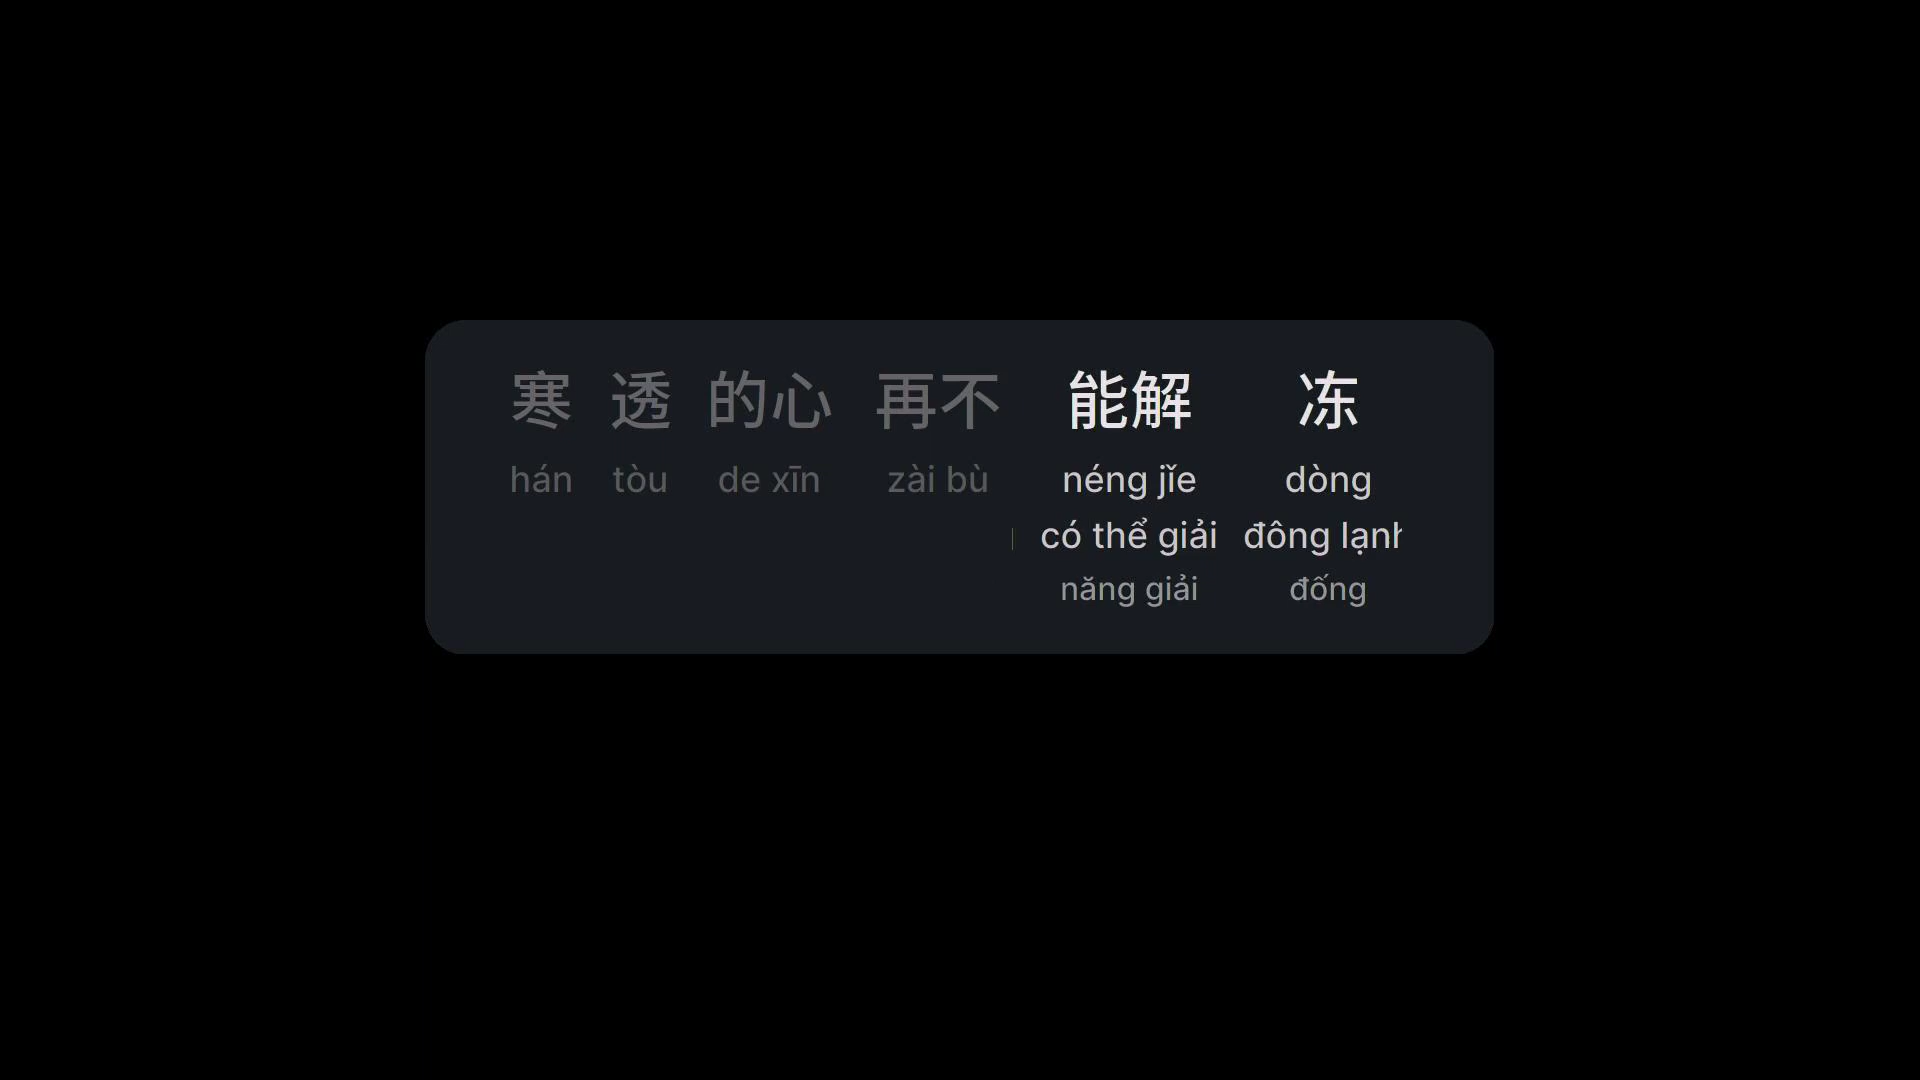 寒 透 的心 再不 能解 冻
hán tòu de xīn zài bù néng jǐe dòng
có thể giải đông lạnh
năng giải đống